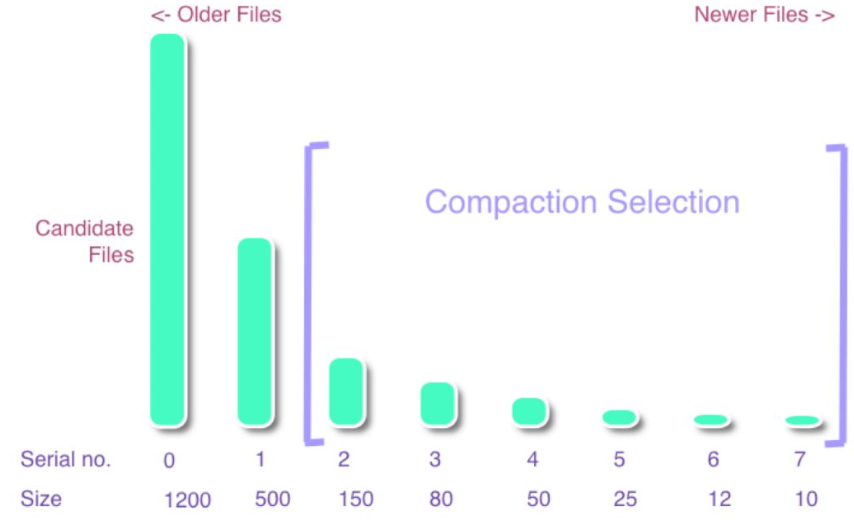 <- Older Files Newer Files ->
Compaction Selection
Candidate
Files
Serial no. 0 1 2 3 4 5 6 7
Size 1200 500 150 80 50 25 12 10